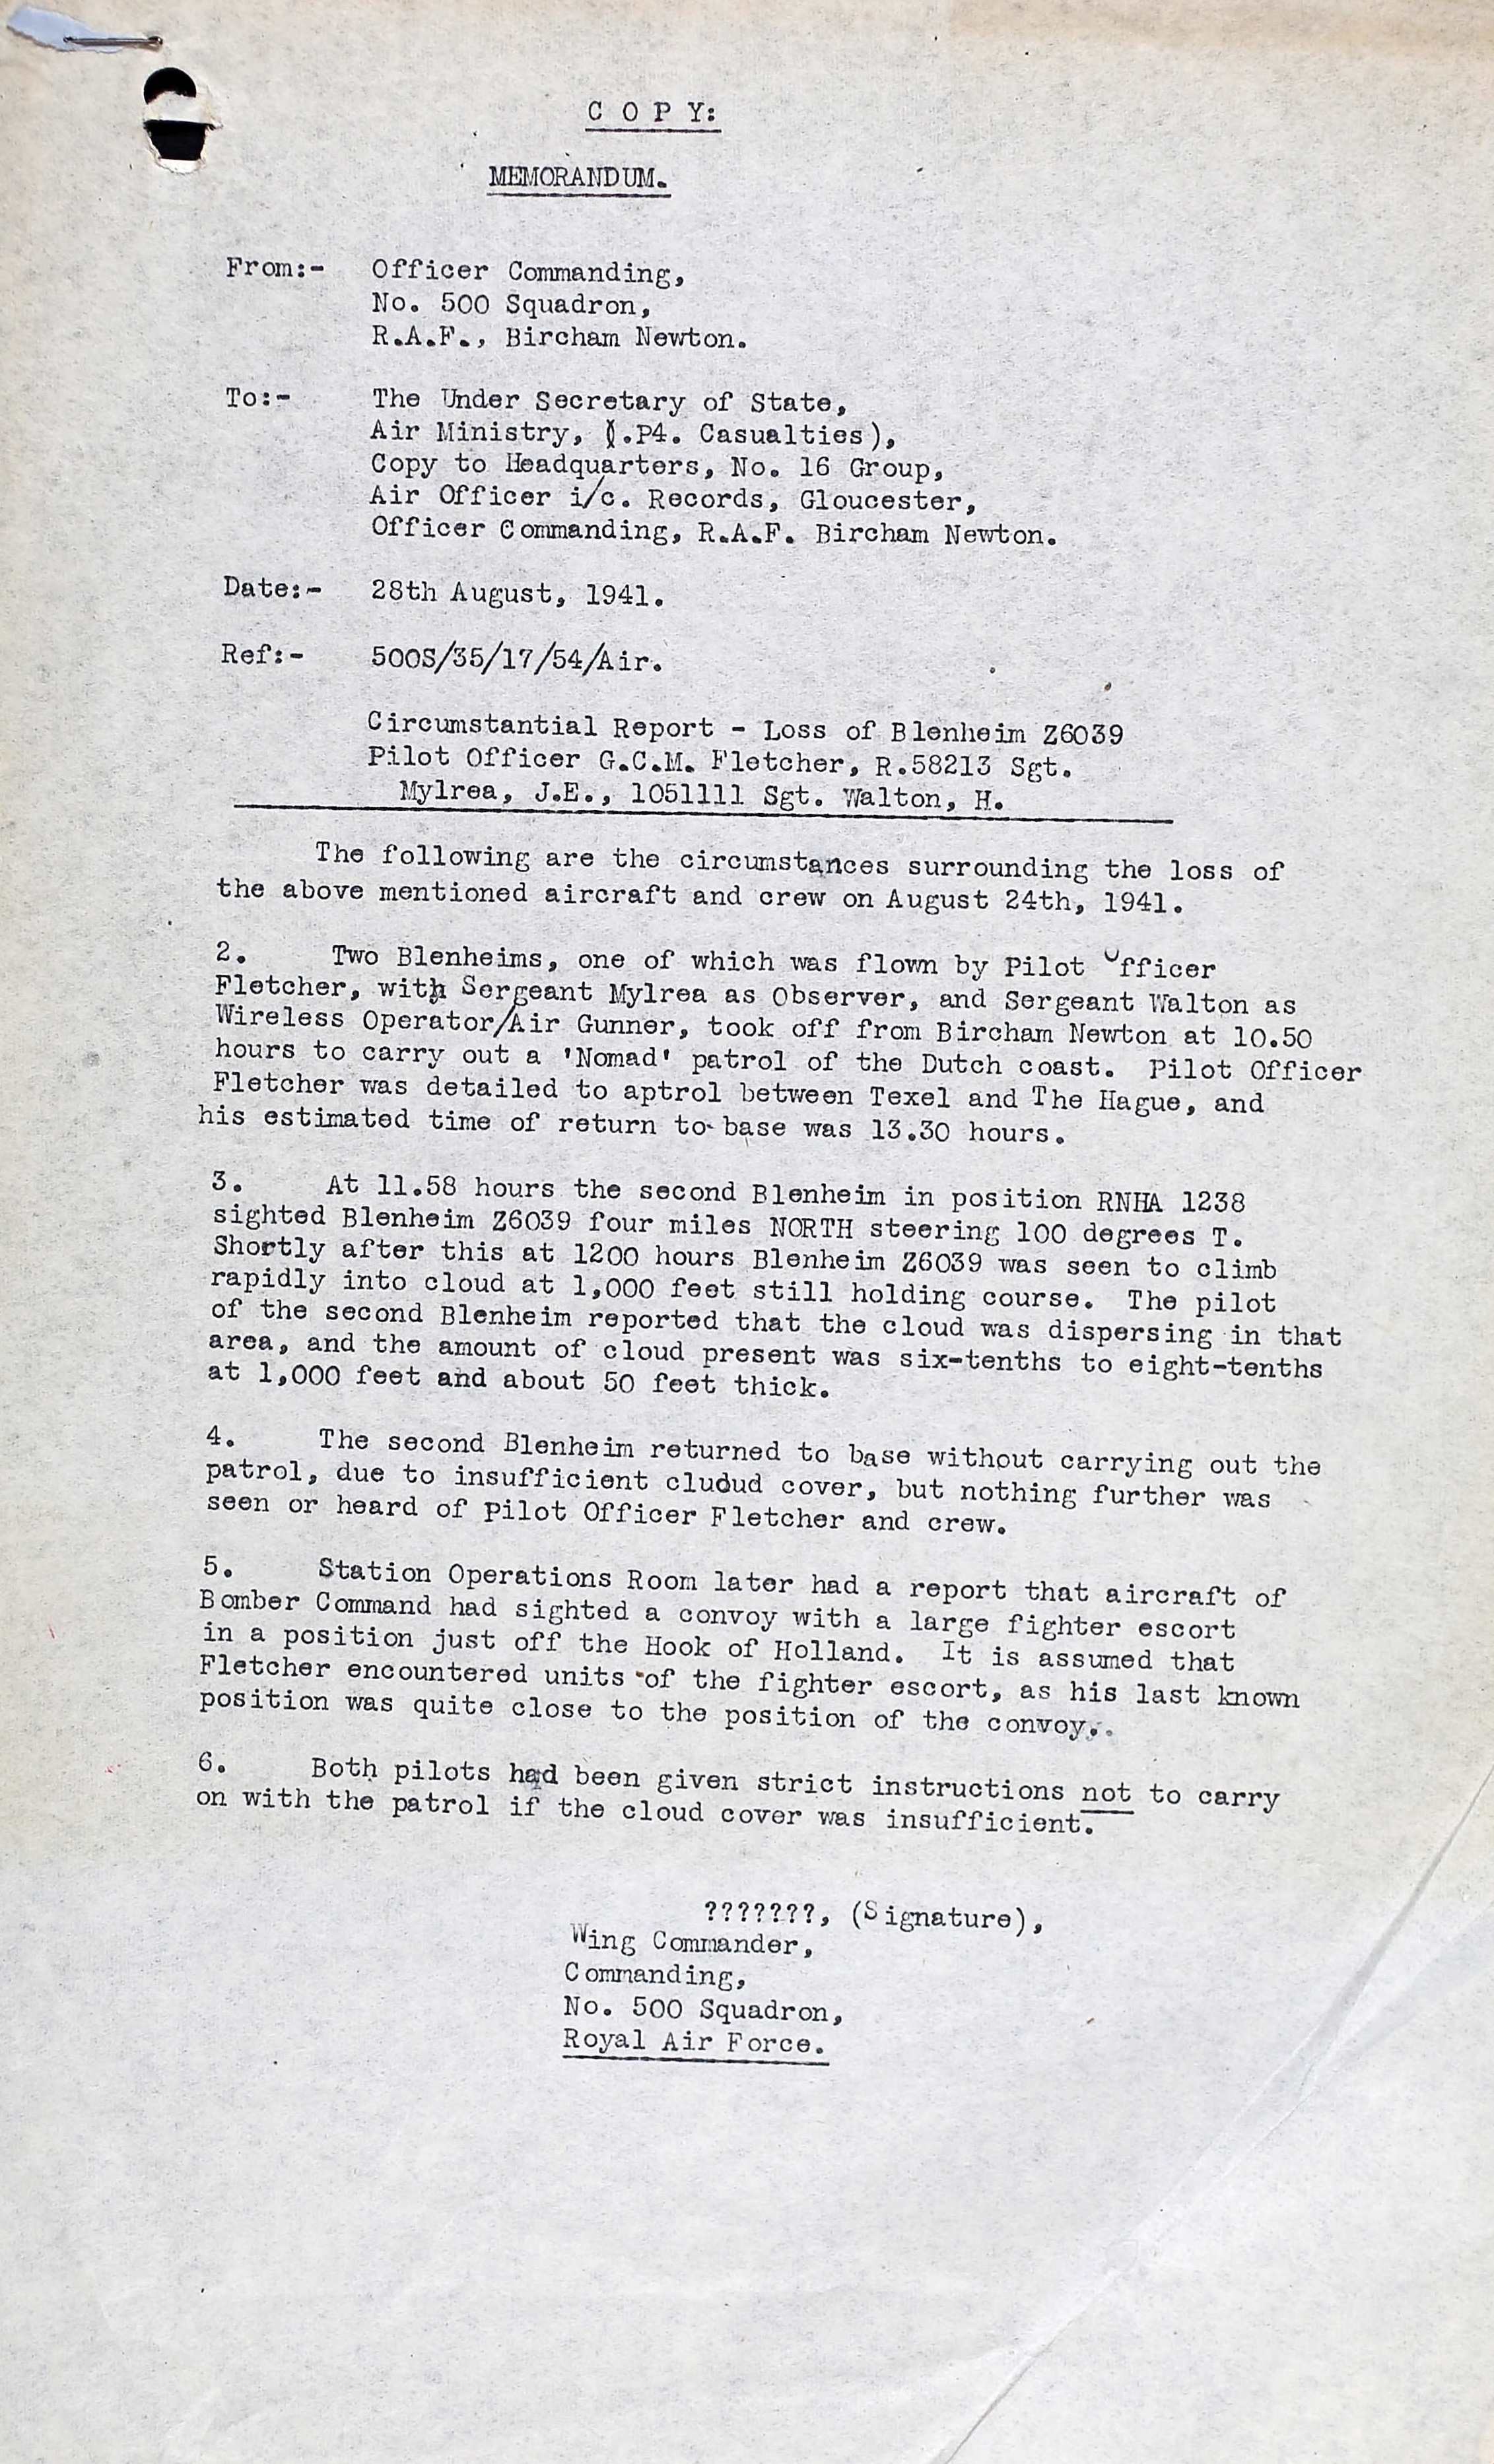 C O P Y:
MEMORANDUM.
From:- Officer Commanding,
No. 500 Squadron,
R.A.F., Bircham Newton.
To:- The Under Secretary of State,
Air Ministry, (.P4. Casualties),
Copy to Headquarters, No. 16 Group,
Air Officer i/c. Records, Gloucester,
Officer Commanding, R.A.F. Bircham Newton.
Date:- 28th August, 1941.
Ref:- 500S/35/17/54/Air.
Circumstantial Report - Loss of Blenheim Z6039
Pilot Officer G.C.M. Fletcher, R.58213 Sgt.
Mylrea, J.E., 1051111 Sgt. Walton, H.
The following are the circumstances surrounding the loss of
the above mentioned aircraft and crew on August 24th, 1941.
2. Two Blenheims, one of which was flown by Pilot Officer
Fletcher, with Sergeant Mylrea as Observer, and Sergeant Walton as
Wireless Operator/Air Gunner, took off from Bircham Newton at 10.50
hours to carry out a 'Nomad' patrol of the Dutch coast. Pilot Officer
Fletcher was detailed to aptrol between Texel and The Hague, and
his estimated time of return to base was 13.30 hours.
3. At 11.58 hours the second Blenheim in position RNHA 1238
sighted Blenheim Z6039 four miles NORTH steering 100 degrees T.
Shortly after this at 1200 hours Blenheim Z6039 was seen to climb
rapidly into cloud at 1,000 feet still holding course. The pilot
of the second Blenheim reported that the cloud was dispersing in that
area, and the amount of cloud present was six-tenths to eight-tenths
at 1,000 feet and about 50 feet thick.
4. The second Blenheim returned to base without carrying out the
patrol, due to insufficient cludud cover, but nothing further was
seen or heard of Pilot Officer Fletcher and crew.
5. Station Operations Room later had a report that aircraft of
Bomber Command had sighted a convoy with a large fighter escort
in a position just off the Hook of Holland. It is assumed that
Fletcher encountered units of the fighter escort, as his last known
position was quite close to the position of the convoy..
6. Both pilots had been given strict instructions not to carry
on with the patrol if the cloud cover was insufficient.
???????, (Signature),
Wing Commander,
Commanding,
No. 500 Squadron,
Royal Air Force.